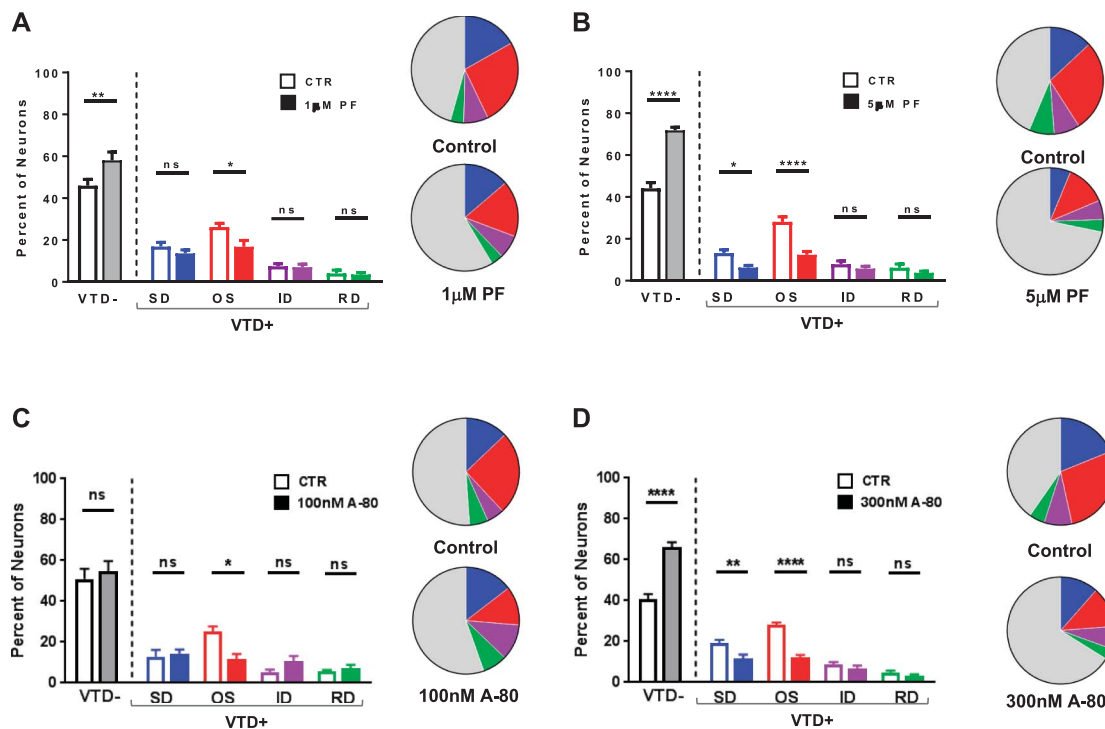 A
Percent of Neurons
100
80
60
40
20
0
**
ns
*
ns
ns
CTR
1µM PF
VTD-
SD
OS
ID
RD
VTD+
Control
1µM PF
B
Percent of Neurons
100
80
60
40
20
0
****
*
****
ns
ns
CTR
5µM PF
VTD-
SD
OS
ID
RD
VTD+
Control
5µM PF
C
Percent of Neurons
100
80
60
40
20
0
ns
ns
*
ns
ns
CTR
100nM A-80
VTD-
SD
OS
ID
RD
VTD+
Control
100nM A-80
D
Percent of Neurons
100
80
60
40
20
0
****
**
****
ns
ns
CTR
300nM A-80
VTD-
SD
OS
ID
RD
VTD+
Control
300nM A-80